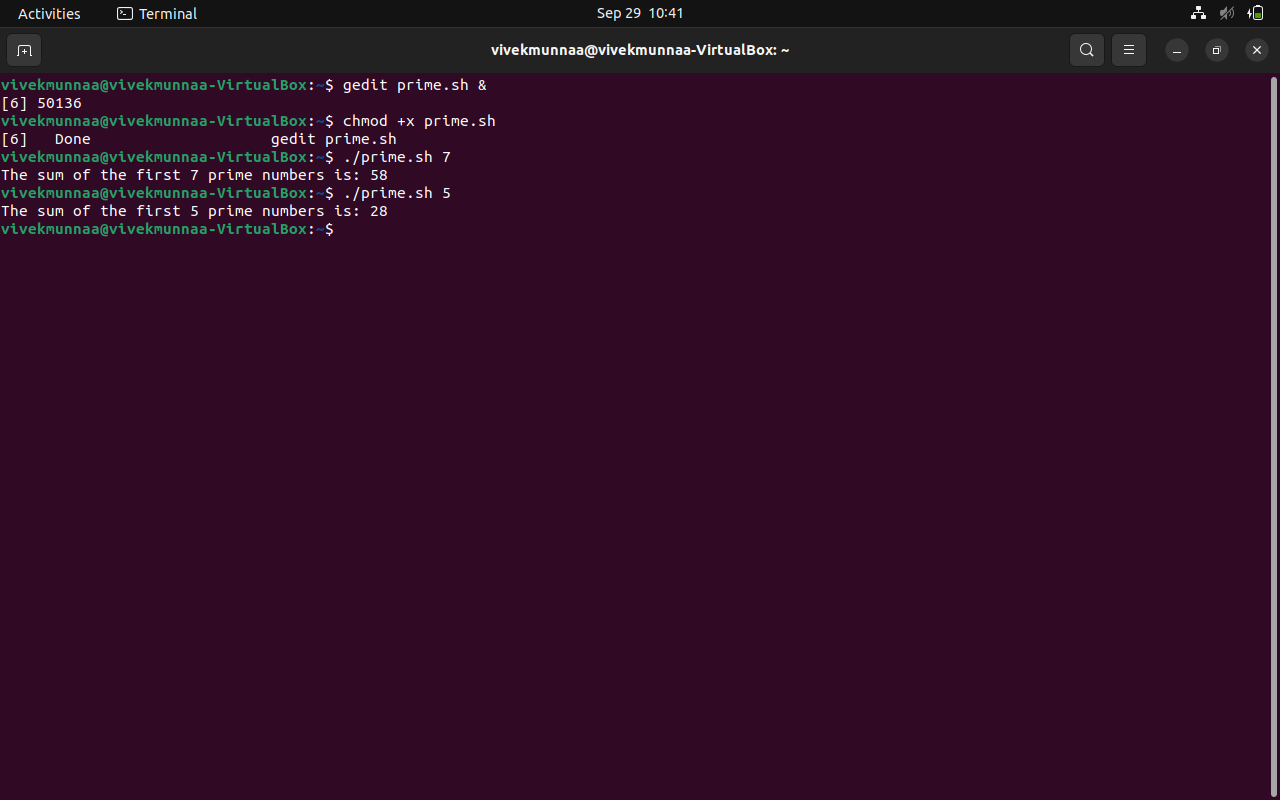 Activities Terminal Sep 29 10:41
vivekmunnaa@vivekmunnaa-VirtualBox: ~
vivekmunnaa@vivekmunnaa-VirtualBox:~$ gedit prime.sh &
[6] 50136
vivekmunnaa@vivekmunnaa-VirtualBox:~$ chmod +x prime.sh
[6]   Done                    gedit prime.sh
vivekmunnaa@vivekmunnaa-VirtualBox:~$ ./prime.sh 7
The sum of the first 7 prime numbers is: 58
vivekmunnaa@vivekmunnaa-VirtualBox:~$ ./prime.sh 5
The sum of the first 5 prime numbers is: 28
vivekmunnaa@vivekmunnaa-VirtualBox:~$